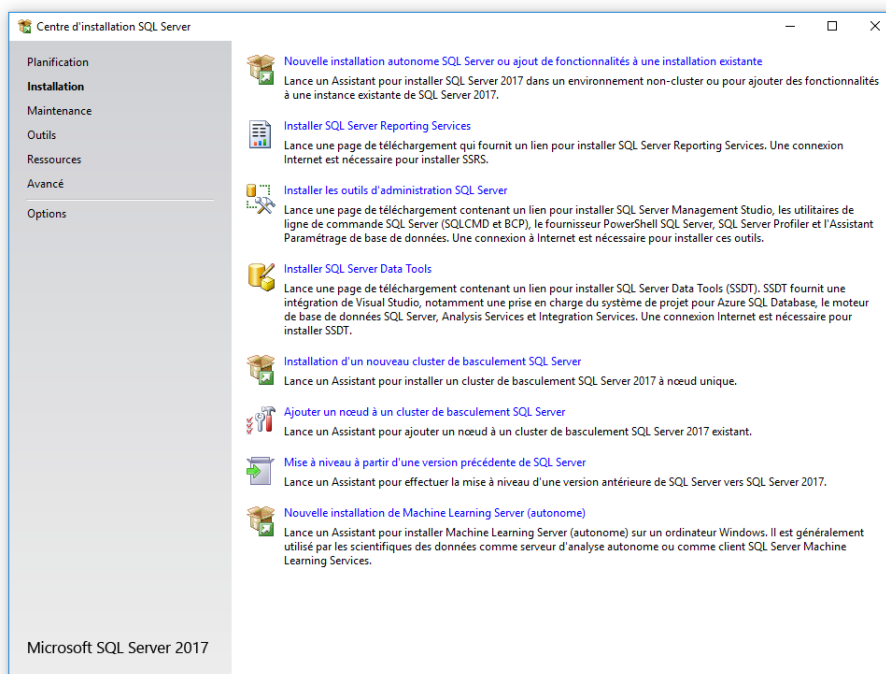 Centre d'installation SQL Server
Planification
Installation
Maintenance
Outils
Ressources
Avancé
Options
Microsoft SQL Server 2017
Nouvelle installation autonome SQL Server ou ajout de fonctionnalités à une installation existante
Lance un Assistant pour installer SQL Server 2017 dans un environnement non-cluster ou pour ajouter des fonctionnalités
à une instance existante de SQL Server 2017.
Installer SQL Server Reporting Services
Lance une page de téléchargement qui fournit un lien pour installer SQL Server Reporting Services. Une connexion
Internet est nécessaire pour installer SSRS.
Installer les outils d'administration SQL Server
Lance une page de téléchargement contenant un lien pour installer SQL Server Management Studio, les utilitaires de
ligne de commande SQL Server (SQLCMD et BCP), le fournisseur PowerShell SQL Server, SQL Server Profiler et l'Assistant
Paramétrage de base de données. Une connexion à Internet est nécessaire pour installer ces outils.
Installer SQL Server Data Tools
Lance une page de téléchargement contenant un lien pour installer SQL Server Data Tools (SSDT). SSDT fournit une
intégration de Visual Studio, notamment une prise en charge du système de projet pour Azure SQL Database, le moteur
de base de données SQL Server, Analysis Services et Integration Services. Une connexion Internet est nécessaire pour
installer SSDT.
Installation d'un nouveau cluster de basculement SQL Server
Lance un Assistant pour installer un cluster de basculement SQL Server 2017 à nœud unique.
Ajouter un nœud à un cluster de basculement SQL Server
Lance un Assistant pour ajouter un nœud à un cluster de basculement SQL Server 2017 existant.
Mise à niveau à partir d'une version précédente de SQL Server
Lance un Assistant pour effectuer la mise à niveau d'une version antérieure de SQL Server vers SQL Server 2017.
Nouvelle installation de Machine Learning Server (autonome)
Lance un Assistant pour installer Machine Learning Server (autonome) sur un ordinateur Windows. Il est généralement
utilisé par les scientifiques des données comme serveur d'analyse autonome ou comme client SQL Server Machine
Learning Services.